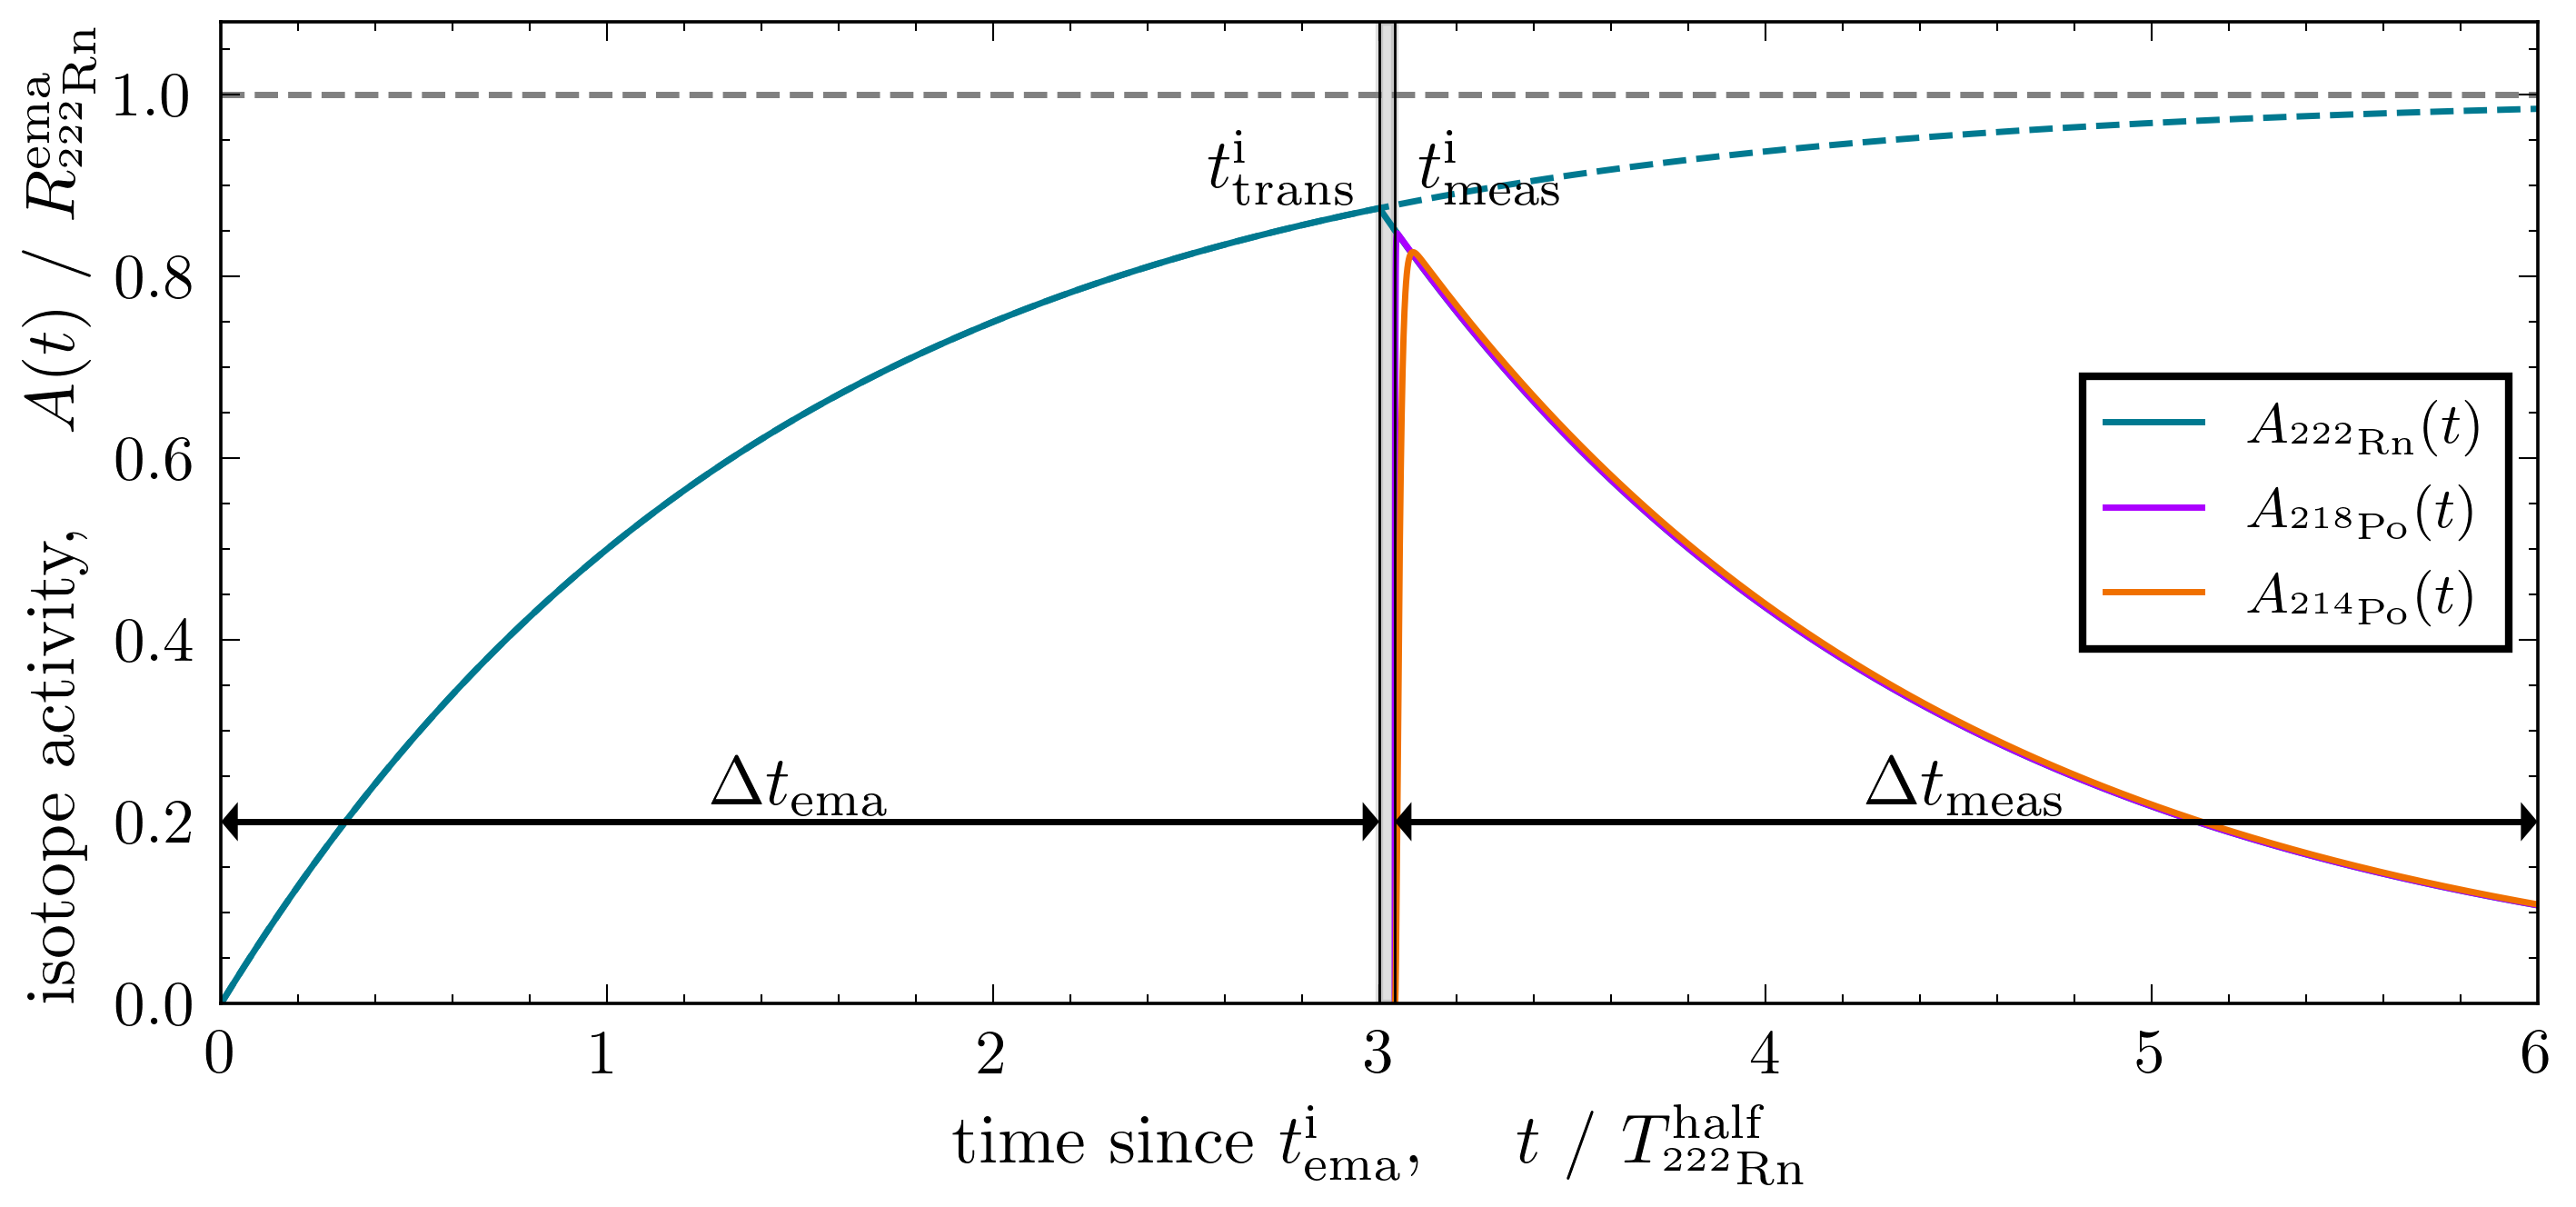 isotope activity, A(t) / R^ema_222Rn
1.0
0.8
0.6
0.4
0.2
0.0
t^i_trans
t^i_meas
A_222Rn(t)
A_218Po(t)
A_214Po(t)
Δt_ema
Δt_meas
0 1 2 3 4 5 6
time since t^i_ema, t / T^half_222Rn